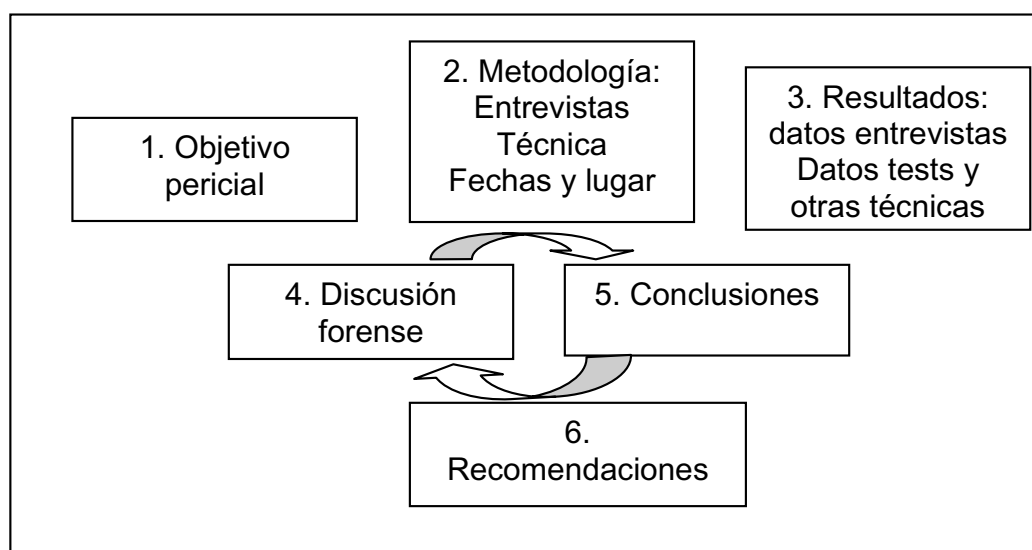 1. Objetivo
pericial
2. Metodología:
Entrevistas
Técnica
Fechas y lugar
3. Resultados:
datos entrevistas
Datos tests y
otras técnicas
4. Discusión
forense
5. Conclusiones
6.
Recomendaciones